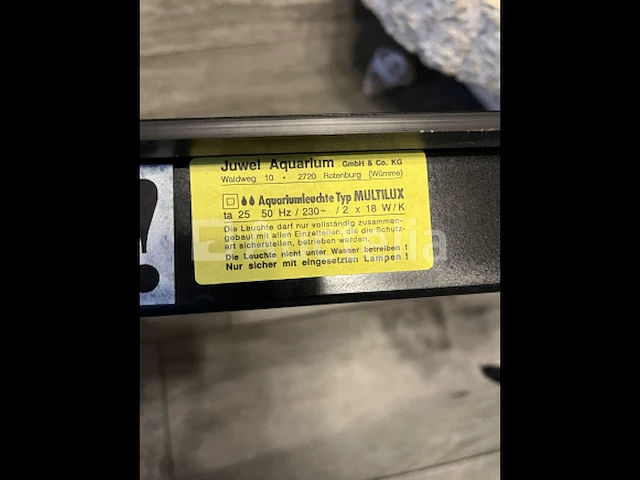 Juwel Aquarium GmbH & Co. KG
Waldweg 10 • 2720 Rotenburg (Wümme)
Aquariumleuchte Typ MULTILUX
ta 25 50 Hz / 230~ / 2 x 18 W/K
Die Leuchte darf nur vollständig zusammen-
gebaut mit allen Einzelteilen, die die Schutz-
art sicherstellen, betrieben werden.
Die Leuchte nicht unter Wasser betreiben !
Nur sicher mit eingesetzten Lampen !
!